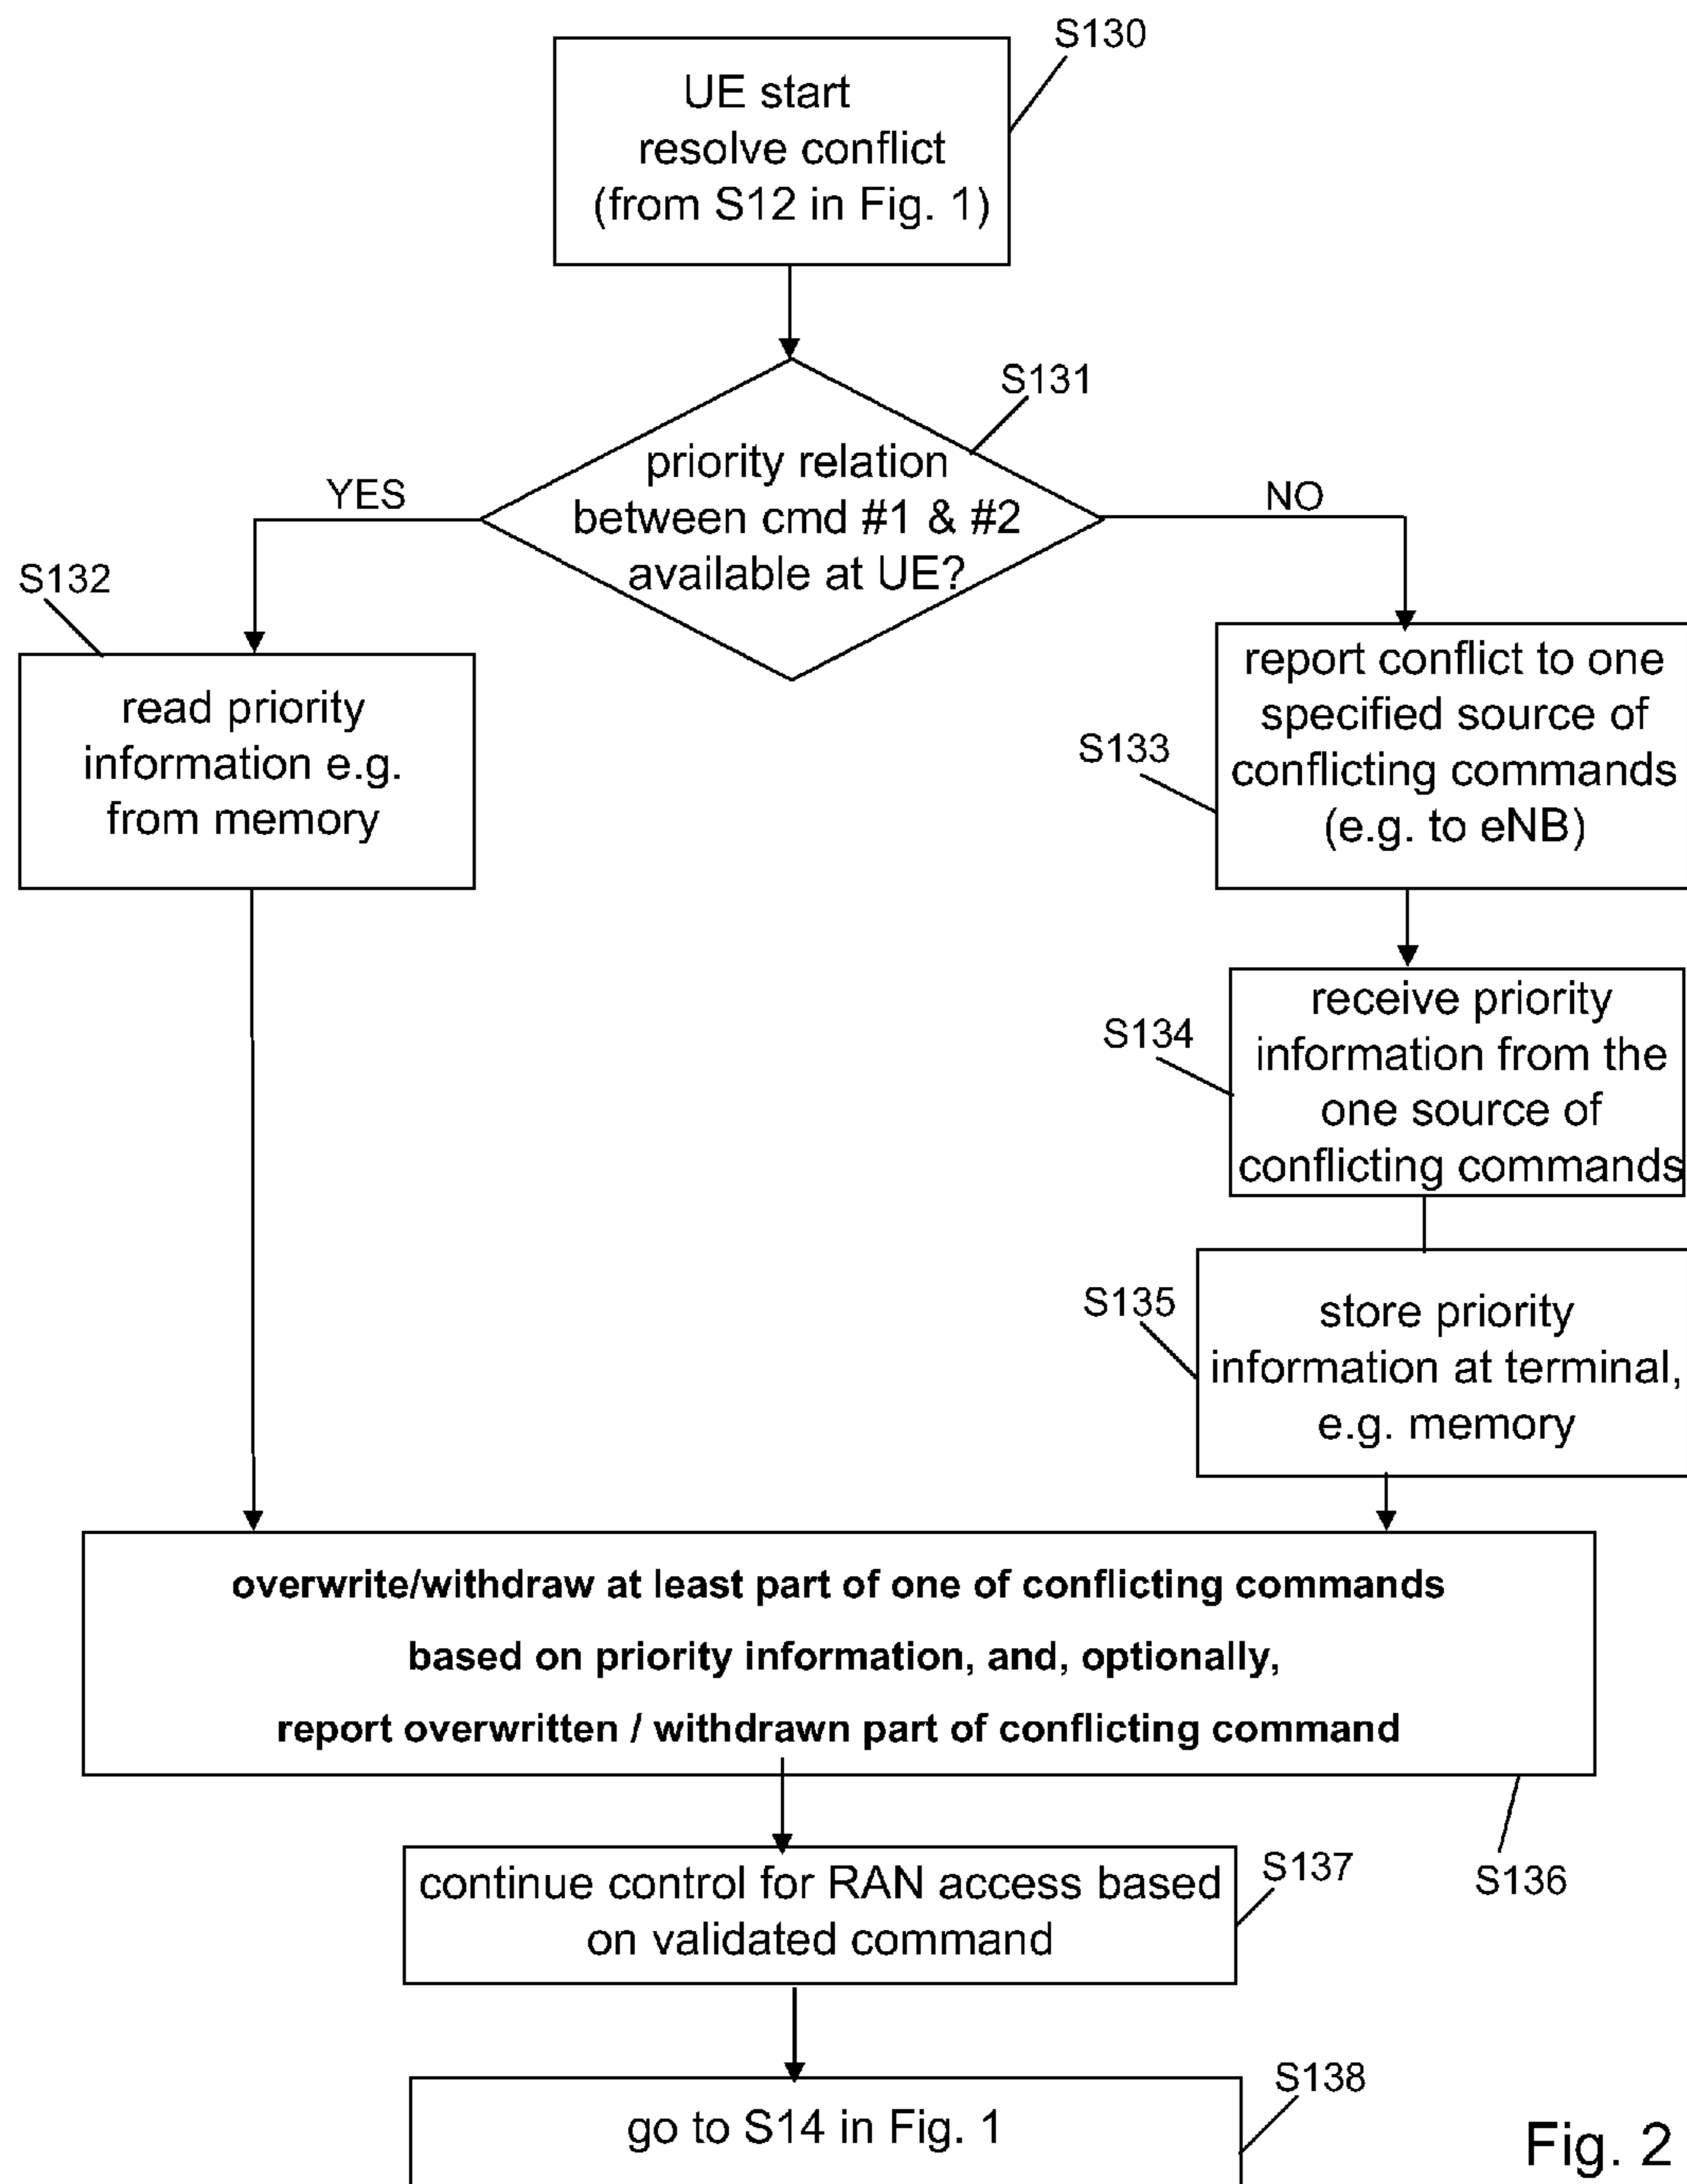 S130
UE start
resolve conflict
(from S12 in Fig. 1)
S131
priority relation
between cmd #1 & #2
available at UE?
YES
NO
S132
read priority
information e.g.
from memory
S133
report conflict to one
specified source of
conflicting commands
(e.g. to eNB)
S134
receive priority
information from the
one source of
conflicting commands
S135
store priority
information at terminal,
e.g. memory
overwrite/withdraw at least part of one of conflicting commands
based on priority information, and, optionally,
report overwritten / withdrawn part of conflicting command
S136
S137
continue control for RAN access based
on validated command
S138
go to S14 in Fig. 1
Fig. 2